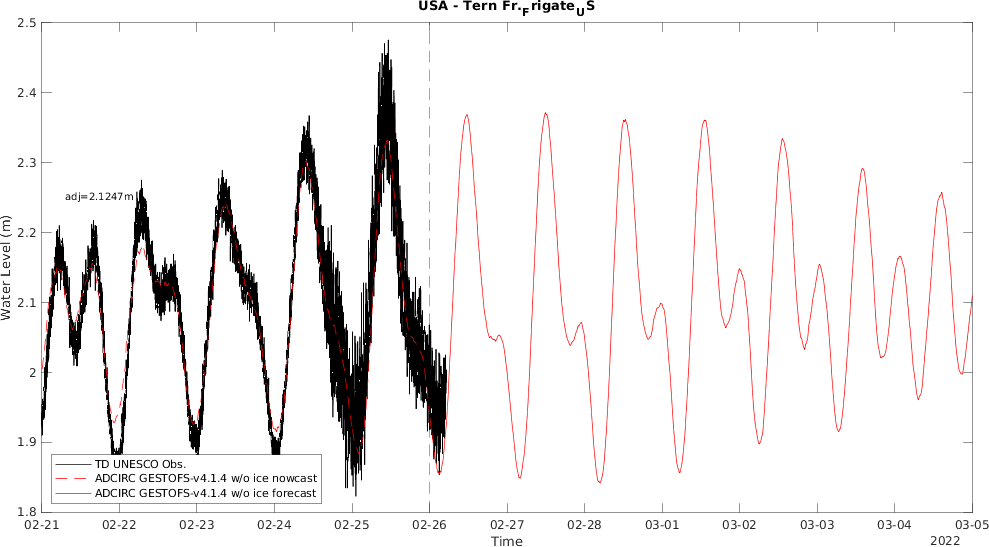 USA - Tern Fr.FrigateUS
2.5
2.4
2.3
2.2
2.1
2
1.9
1.8
Water Level (m)
adj=2.1247m
TD UNESCO Obs.
ADCIRC GESTOFS-v4.1.4 w/o ice nowcast
ADCIRC GESTOFS-v4.1.4 w/o ice forecast
02-21 02-22 02-23 02-24 02-25 02-26 02-27 02-28 03-01 03-02 03-03 03-04 03-05
Time
2022